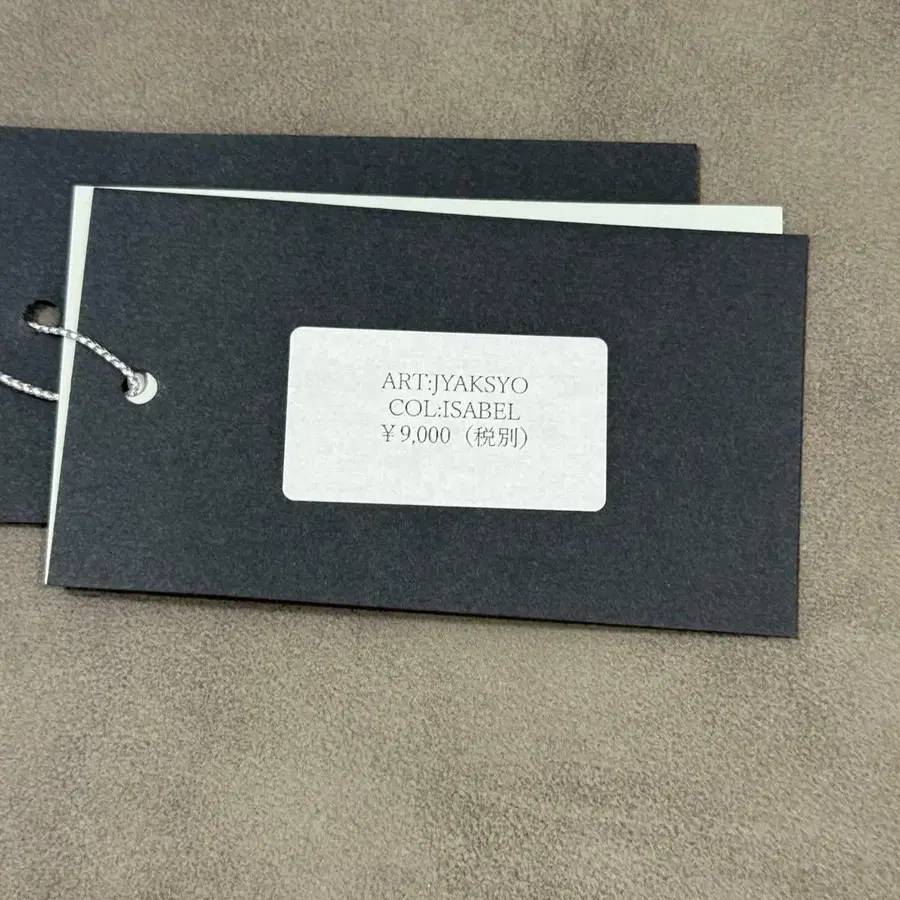 ART:JYAKSYO
COL:ISABEL
￥9,000（税別）